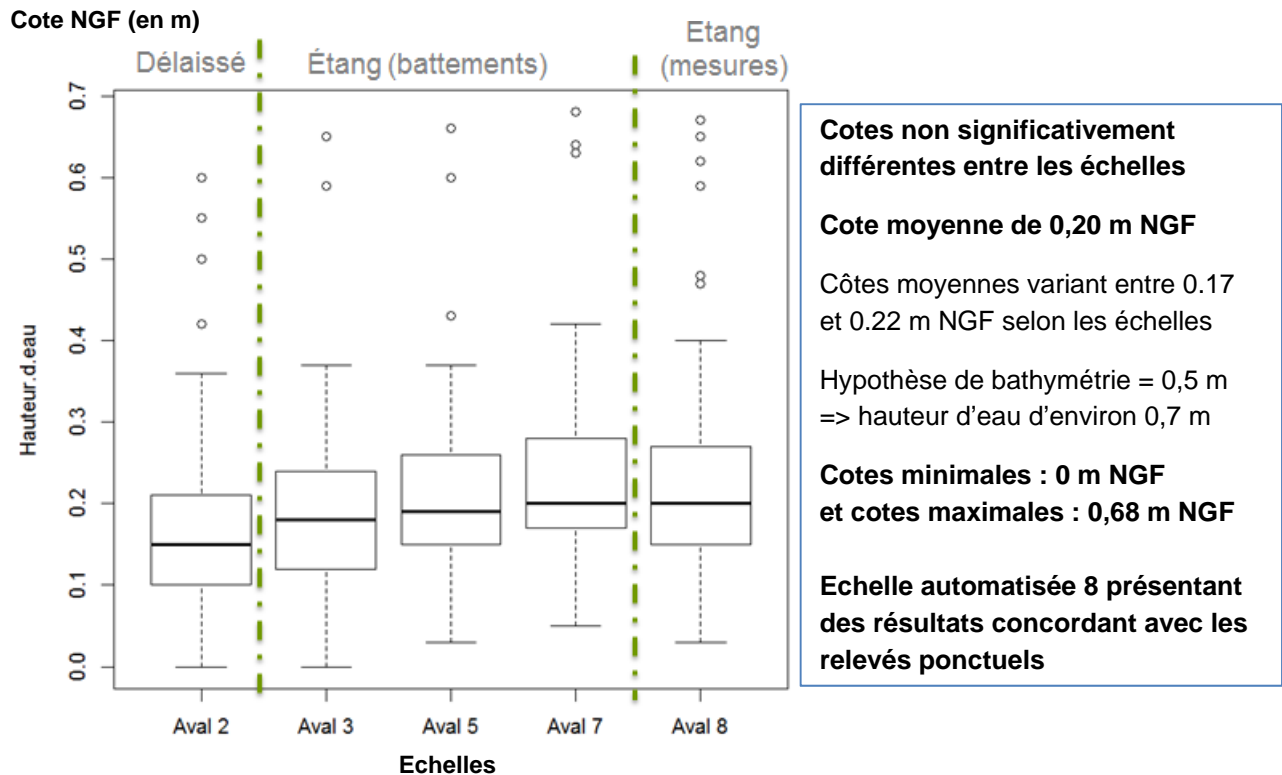 Cote NGF (en m)
Délaissé
Étang (battements)
Etang
(mesures)
Hauteur.d.eau
0.7
0.6
0.5
0.4
0.3
0.2
0.1
0.0
Aval 2
Aval 3
Aval 5
Aval 7
Aval 8
Echelles
Cotes non significativement
différentes entre les échelles
Cote moyenne de 0,20 m NGF
Côtes moyennes variant entre 0.17
et 0.22 m NGF selon les échelles
Hypothèse de bathymétrie = 0,5 m
=> hauteur d’eau d’environ 0,7 m
Cotes minimales : 0 m NGF
et cotes maximales : 0,68 m NGF
Echelle automatisée 8 présentant
des résultats concordant avec les
relevés ponctuels